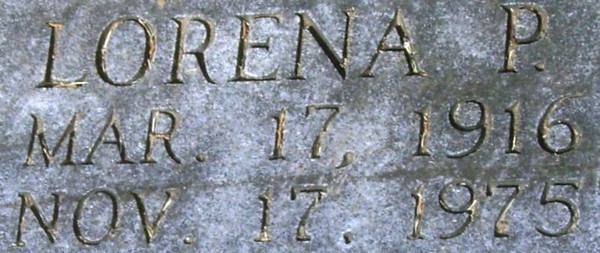 LORENA P.
MAR. 17, 1916
NOV. 17, 1975